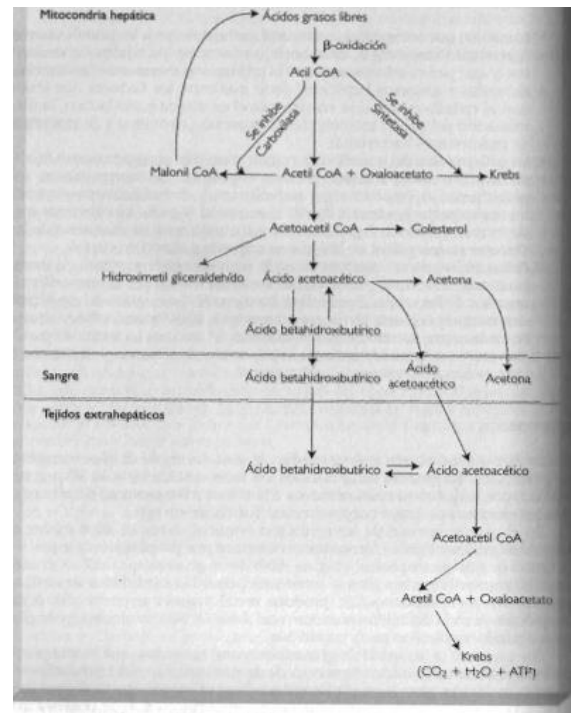 Mitocondria hepática
Ácidos grasos libres
β-oxidación
Acil CoA
Se inhibe
Carboxilasa
Se inhibe
Sintetasa
Malonil CoA
Acetil CoA + Oxaloacetato
Krebs
Acetoacetil CoA
Colesterol
Hidroximetil gliceraldehído
Ácido acetoacético
Acetona
Ácido betahidroxibutírico
Sangre
Ácido betahidroxibutírico
Ácido
acetoacético
Acetona
Tejidos extrahepáticos
Ácido betahidroxibutírico
Ácido acetoacético
Acetoacetil CoA
Acetil CoA + Oxaloacetato
Krebs
(CO₂ + H₂O + ATP)